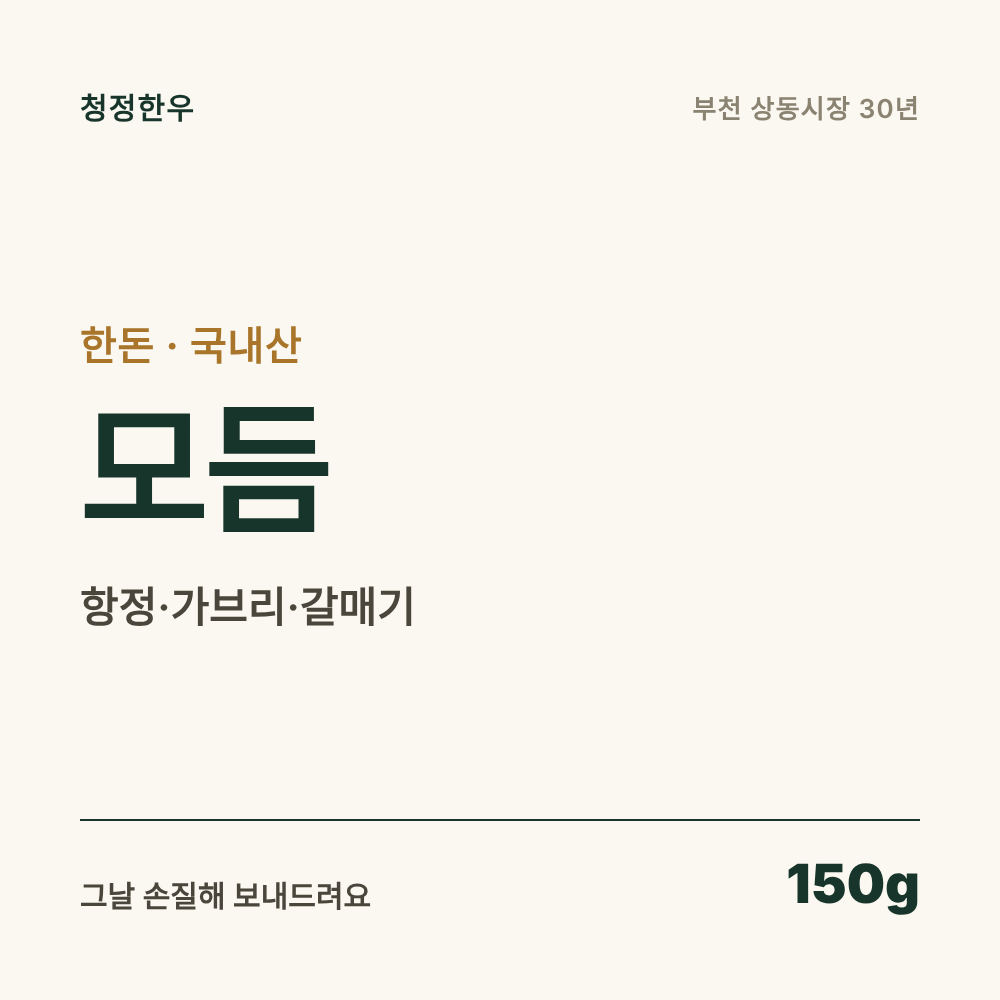 청정한우
부천 상동시장 30년
한돈 · 국내산
모듬
항정·가브리·갈매기
그날 손질해 보내드려요
150g